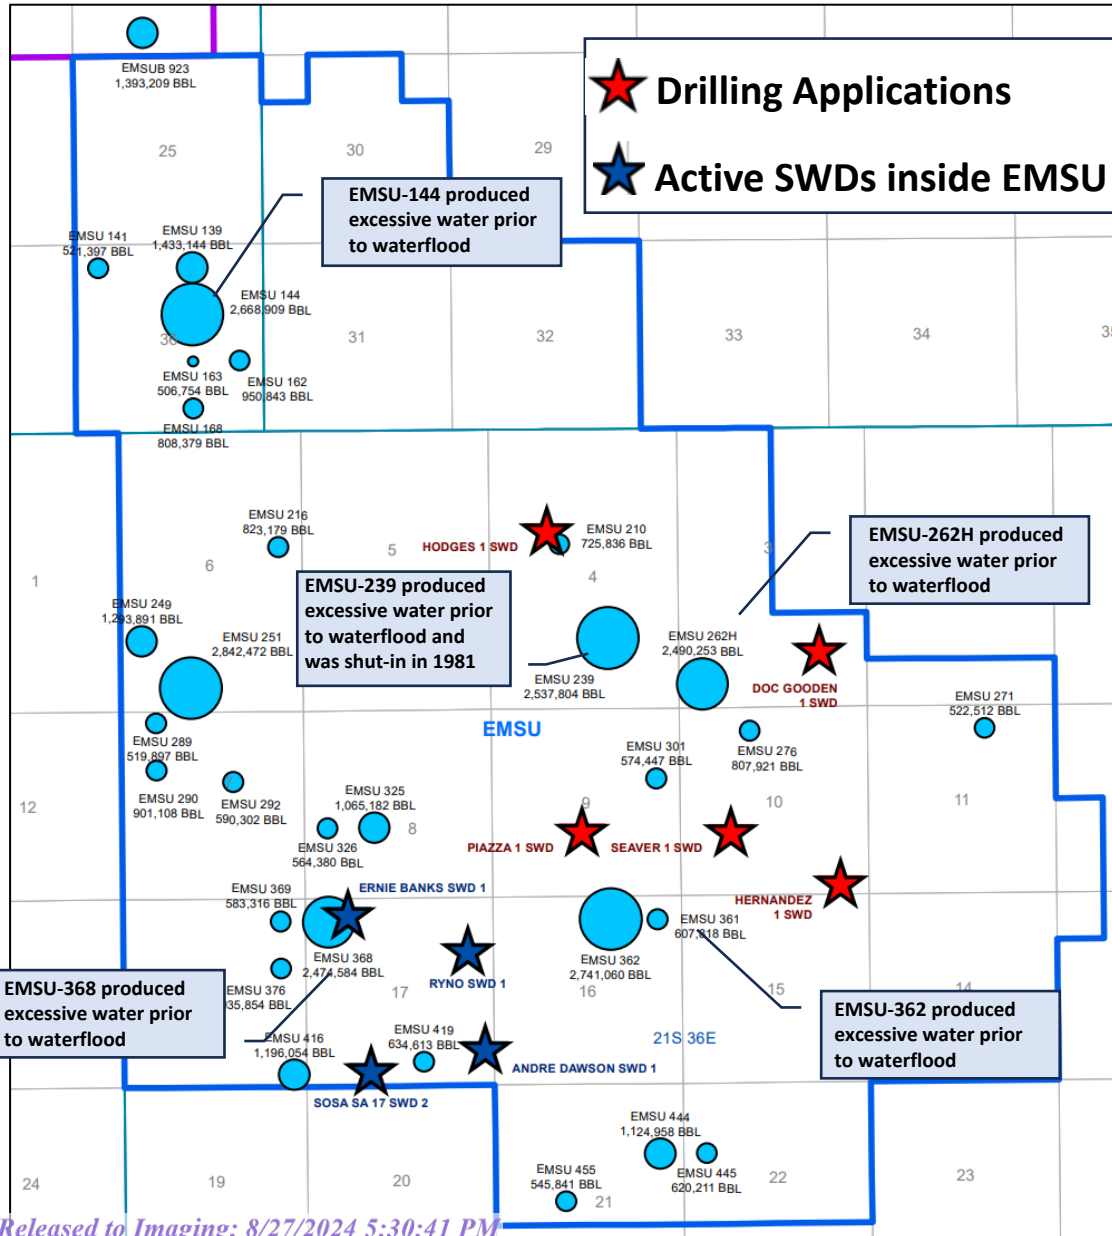 EMSUB 923
1,393,209 BBL
Drilling Applications
Active SWDs inside EMSU
25
30
29
EMSU-144 produced
excessive water prior
to waterflood
EMSU 141
521,397 BBL
EMSU 139
1,433,144 BBL
EMSU 144
2,668,909 BBL
36
31
32
33
34
35
EMSU 163
506,754 BBL
EMSU 162
950,843 BBL
EMSU 168
808,379 BBL
EMSU 216
823,179 BBL
HODGES 1 SWD
EMSU 210
725,836 BBL
1
6
5
4
3
EMSU-262H produced
excessive water prior
to waterflood
EMSU-239 produced
excessive water prior
to waterflood and
was shut-in in 1981
EMSU 249
1,293,891 BBL
EMSU 251
2,842,472 BBL
EMSU 262H
2,490,253 BBL
EMSU 239
2,537,804 BBL
DOC GOODEN
1 SWD
EMSU 271
522,512 BBL
EMSU
EMSU 289
519,897 BBL
EMSU 301
574,447 BBL
EMSU 276
807,921 BBL
EMSU 290
901,108 BBL
EMSU 292
590,302 BBL
EMSU 325
1,065,182 BBL
12
8
9
10
11
EMSU 326
564,380 BBL
PIAZZA 1 SWD
SEAVER 1 SWD
ERNIE BANKS SWD 1
EMSU 369
583,316 BBL
HERNANDEZ
1 SWD
EMSU 361
607,818 BBL
EMSU 368
2,474,584 BBL
EMSU 362
2,741,060 BBL
RYNO SWD 1
EMSU-368 produced
excessive water prior
to waterflood
EMSU 376
935,854 BBL
17
16
15
14
EMSU-362 produced
excessive water prior
to waterflood
EMSU 416
1,196,054 BBL
EMSU 419
634,613 BBL
21S 36E
ANDRE DAWSON SWD 1
SOSA SA 17 SWD 2
EMSU 444
1,124,958 BBL
EMSU 445
620,211 BBL
EMSU 455
545,841 BBL
24
19
20
21
22
23
Released to Imaging: 8/27/2024 5:30:41 PM